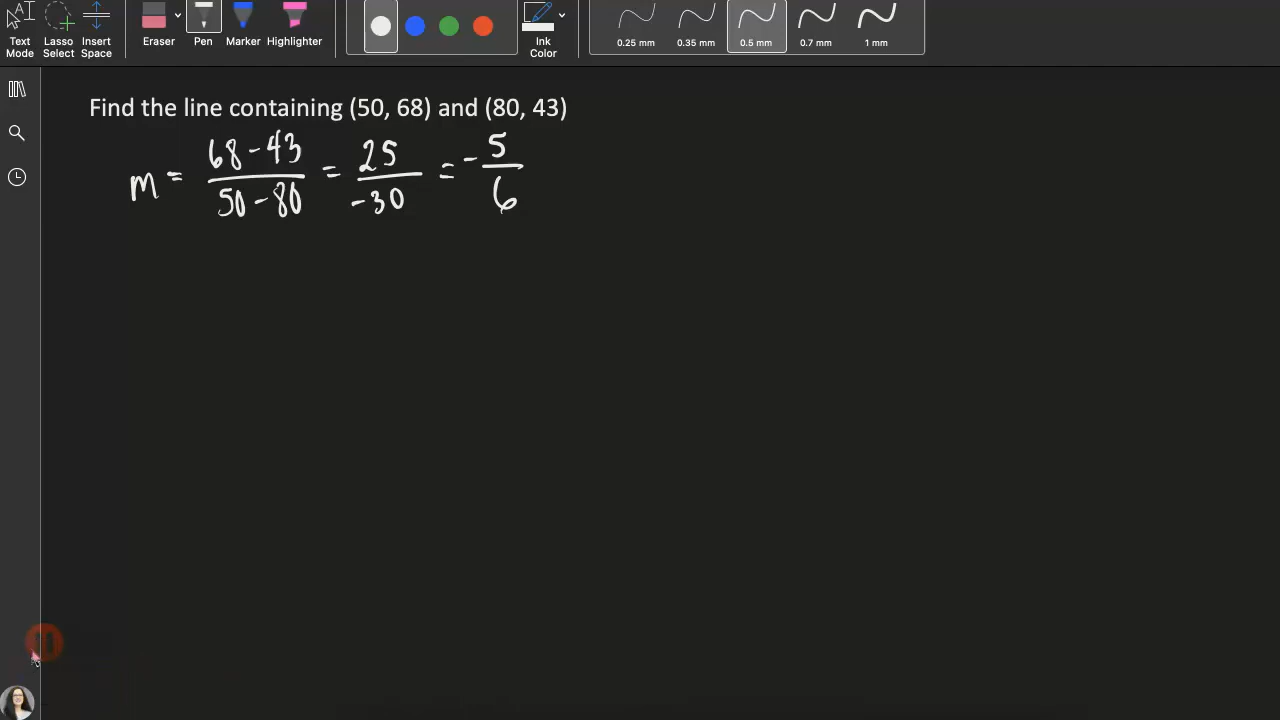 Text Mode Lasso Select Insert Space Eraser Pen Marker Highlighter Ink Color 0.25 mm 0.35 mm 0.5 mm 0.7 mm 1 mm
Find the line containing (50, 68) and (80, 43)
m = 68 - 43 / 50 - 80 = 25 / -30 = - 5 / 6